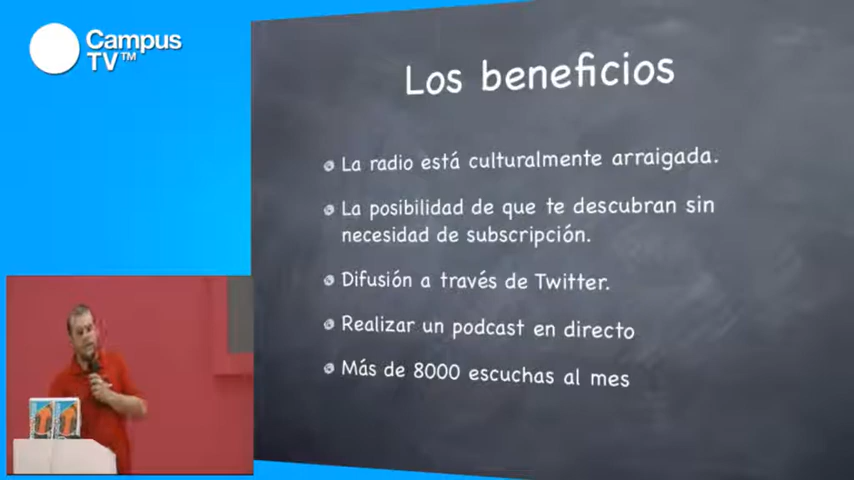 Campus
TV™
Los beneficios
La radio está culturalmente arraigada.
La posibilidad de que te descubran sin
necesidad de subscripción.
Difusión a través de Twitter.
Realizar un podcast en directo
Más de 8000 escuchas al mes